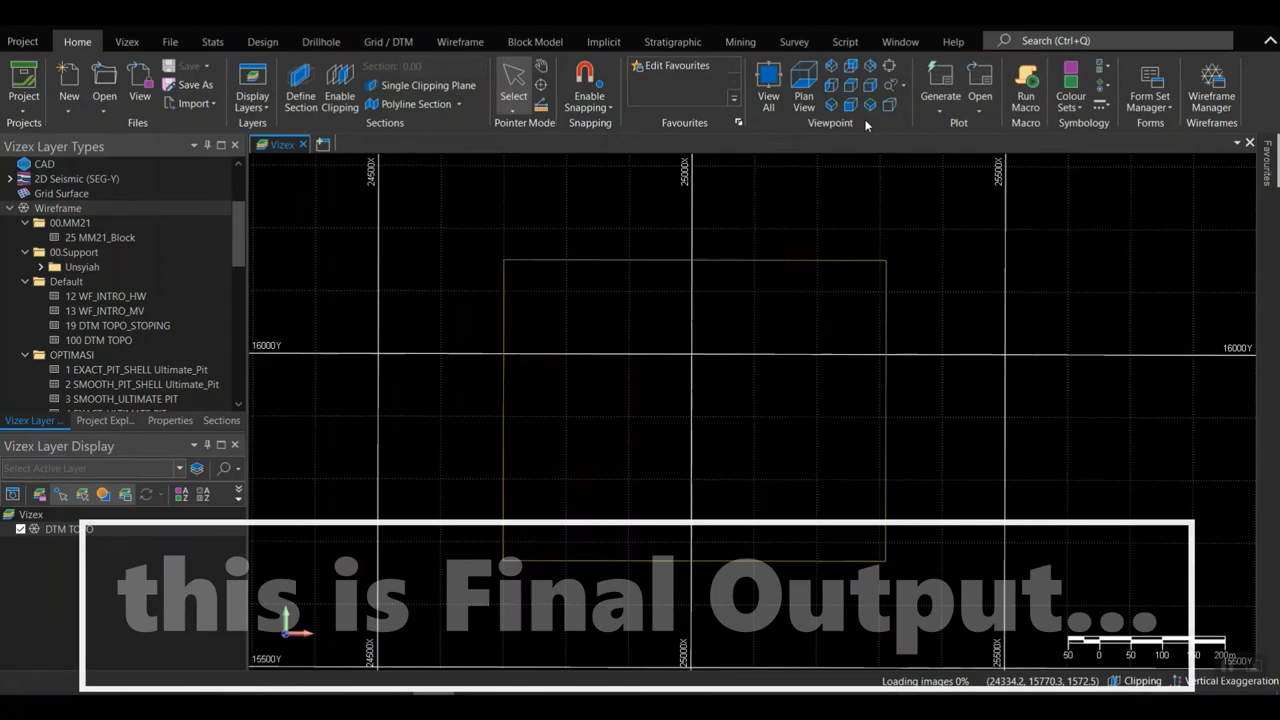 Project Home Vizex File Stats Design Drillhole Grid / DTM Wireframe Block Model Implicit Stratigraphic Mining Survey Script Window Help Search (Ctrl+Q)
Project
Projects
New
Open
View
Save
Save As
Import
Files
Display
Layers
Layers
Define
Section
Enable
Clipping
Section: 0.00
Single Clipping Plane
Polyline Section
Sections
Select
Pointer Mode
Enable
Snapping
Snapping
Edit Favourites
Favourites
View
All
Plan
View
Viewpoint
Generate
Open
Plot
Run
Macro
Macro
Colour
Sets
Symbology
Form Set
Manager
Forms
Wireframe
Manager
Wireframes
Vizex Layer Types
CAD
2D Seismic (SEG-Y)
Grid Surface
Wireframe
00.MM21
25 MM21_Block
00.Support
Unsyiah
Default
12 WF_INTRO_HW
13 WF_INTRO_MV
19 DTM TOPO_STOPING
100 DTM TOPO
OPTIMASI
1 EXACT_PIT_SHELL Ultimate_Pit
2 SMOOTH_PIT_SHELL Ultimate_Pit
3 SMOOTH_ULTIMATE PIT
Vizex Layer ... Project Expl... Properties Sections
Vizex Layer Display
Select Active Layer
Vizex
DTM TOPO
Vizex
Favourites
24500X 25000X 25500X
16000Y 16000Y
this is Final Output...
24500X 25000X 25500X
15500Y 15500Y
50 0 50 100 150 200m
Loading images 0% (24334.2, 15770.3, 1572.5) Clipping Vertical Exaggeration